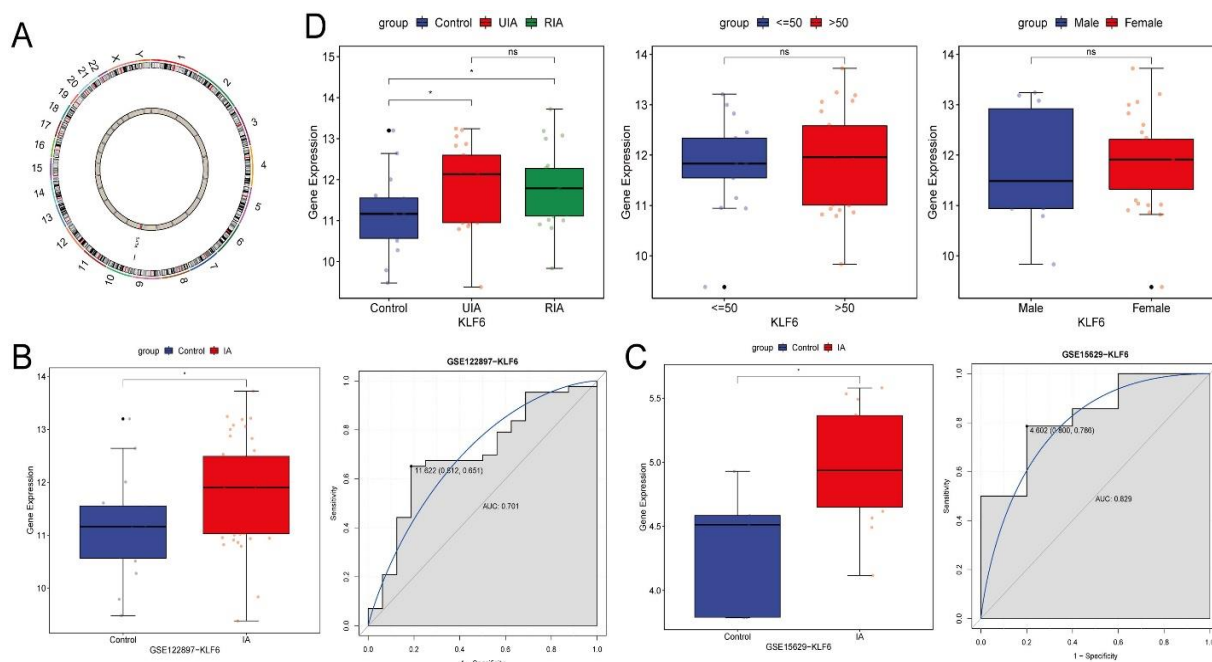 A
Y
1
2
3
4
5
6
7
8
9
10
11
12
13
14
15
16
17
18
19
20
21
22
X
D
group Control UIA RIA
15
14
13
12
11
10
Gene Expression
ns
*
*
Control UIA RIA
KLF6
group <=50 >50
14
13
12
11
10
Gene Expression
ns
<=50 >50
KLF6
group Male Female
14
13
12
11
10
Gene Expression
ns
Male Female
KLF6
B
group Control IA
14
13
12
11
10
Gene Expression
*
Control IA
GSE122897-KLF6
GSE122897-KLF6
1.0
0.8
0.6
0.4
0.2
0.0
Sensitivity
11.622 (0.812, 0.651)
AUC: 0.701
0.0 0.2 0.4 0.6 0.8 1.0
1 - Specificity
C
group Control IA
5.5
5.0
4.5
4.0
Gene Expression
*
Control IA
GSE15629-KLF6
GSE15629-KLF6
1.0
0.8
0.6
0.4
0.2
0.0
Sensitivity
4.602 (0.800, 0.786)
AUC: 0.829
0.0 0.2 0.4 0.6 0.8 1.0
1 - Specificity